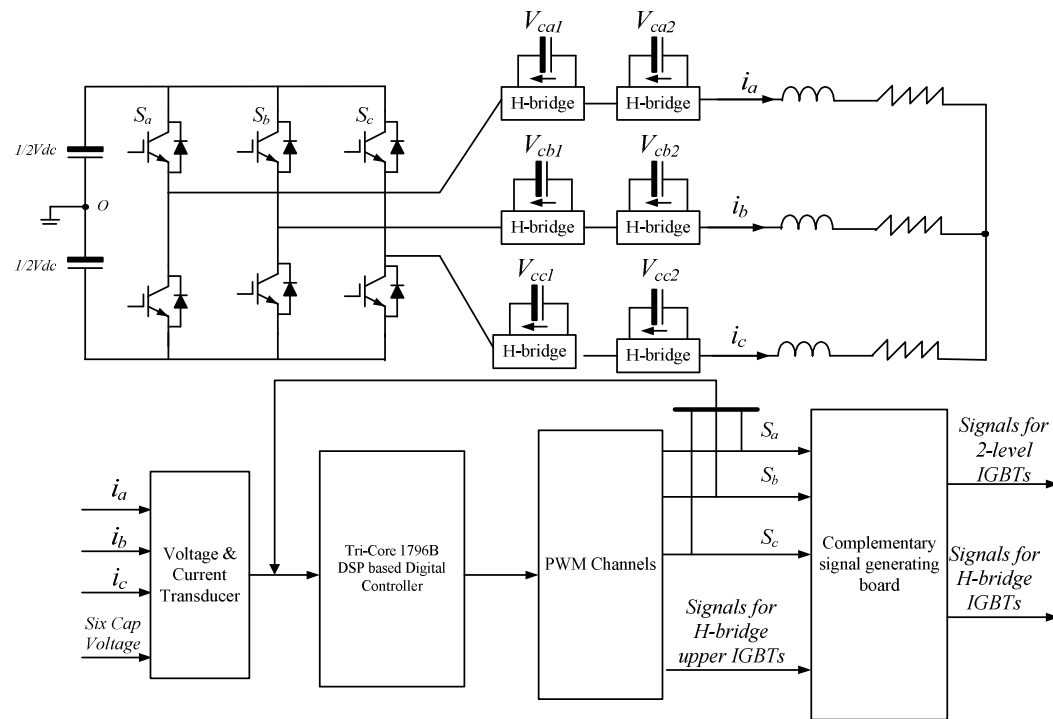 V_ca1
V_ca2
H-bridge
H-bridge
i_a
S_a
S_b
S_c
1/2Vdc
O
1/2Vdc
V_cb1
V_cb2
H-bridge
H-bridge
i_b
V_cc1
V_cc2
H-bridge
H-bridge
i_c
i_a
i_b
i_c
Six Cap
Voltage
Voltage &
Current
Transducer
Tri-Core 1796B
DSP based Digital
Controller
PWM Channels
S_a
S_b
S_c
Signals for
H-bridge
upper IGBTs
Complementary
signal generating
board
Signals for
2-level
IGBTs
Signals for
H-bridge
IGBTs